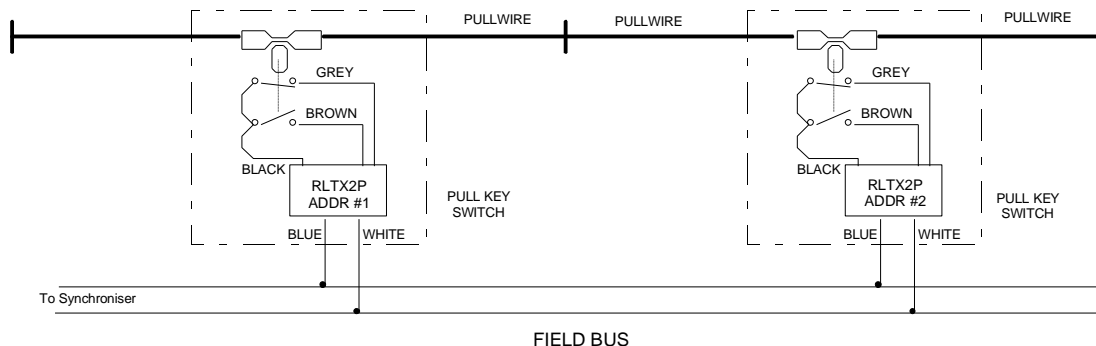 PULLWIRE
PULLWIRE
PULLWIRE
GREY
BROWN
BLACK
RLTX2P
ADDR #1
PULL KEY
SWITCH
BLUE
WHITE
GREY
BROWN
BLACK
RLTX2P
ADDR #2
PULL KEY
SWITCH
BLUE
WHITE
To Synchroniser
FIELD BUS